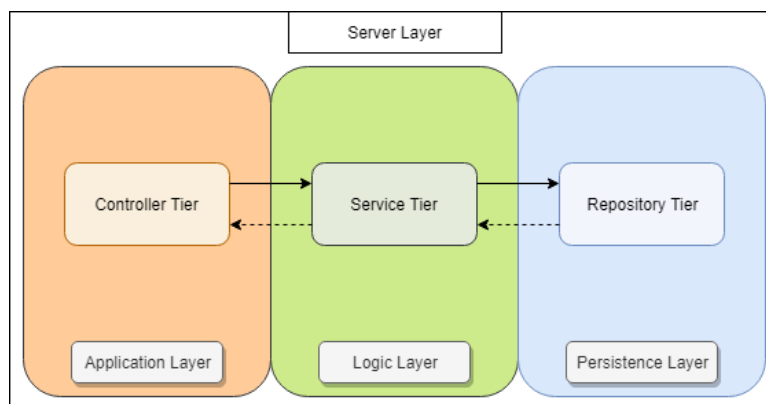 Server Layer
Controller Tier
Service Tier
Repository Tier
Application Layer
Logic Layer
Persistence Layer